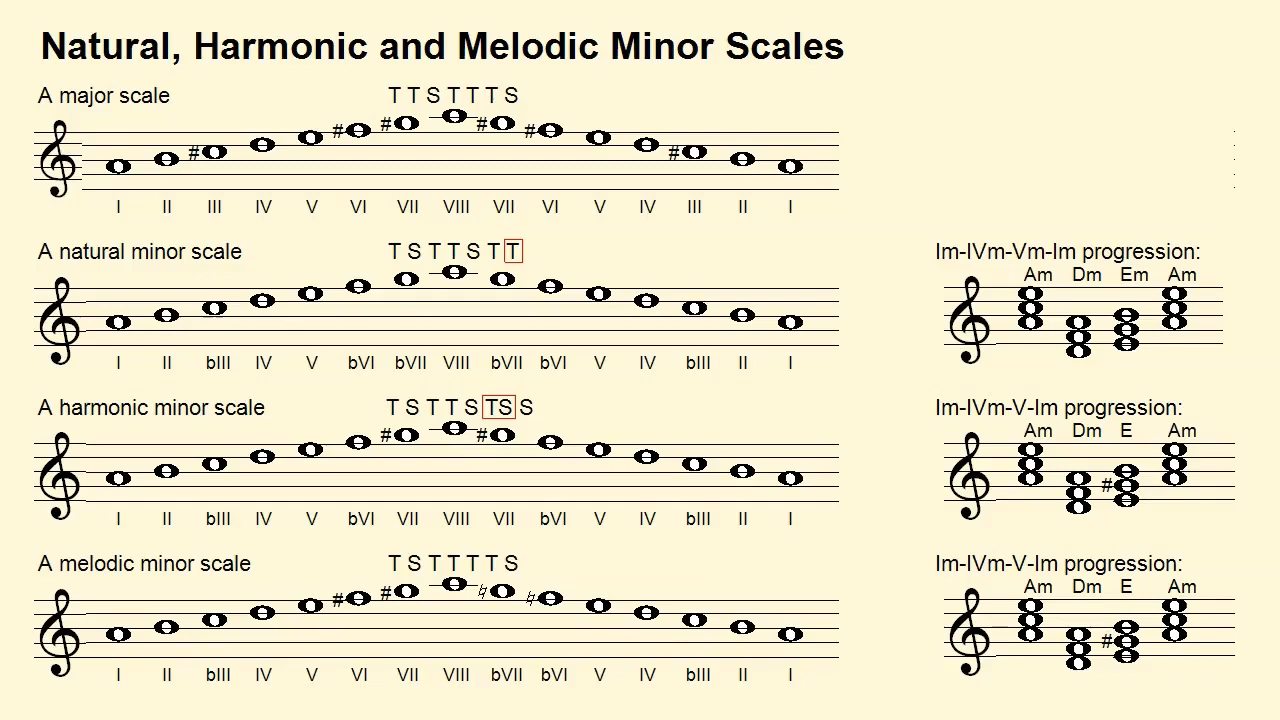 Natural, Harmonic and Melodic Minor Scales
A major scale T T S T T T S
# # # # # #
I II III IV V VI VII VIII VII VI V IV III II I
A natural minor scale T S T T S T T
I II bIII IV V bVI bVII VIII bVII bVI V IV bIII II I
Im-IVm-Vm-Im progression:
Am Dm Em Am
A harmonic minor scale T S T T S TS S
# #
I II bIII IV V bVI VII VIII VII bVI V IV bIII II I
Im-IVm-V-Im progression:
Am Dm E Am
#
A melodic minor scale T S T T T T S
# # ♮ ♮
I II bIII IV V VI VII VIII bVII bVI V IV bIII II I
Im-IVm-V-Im progression:
Am Dm E Am
#